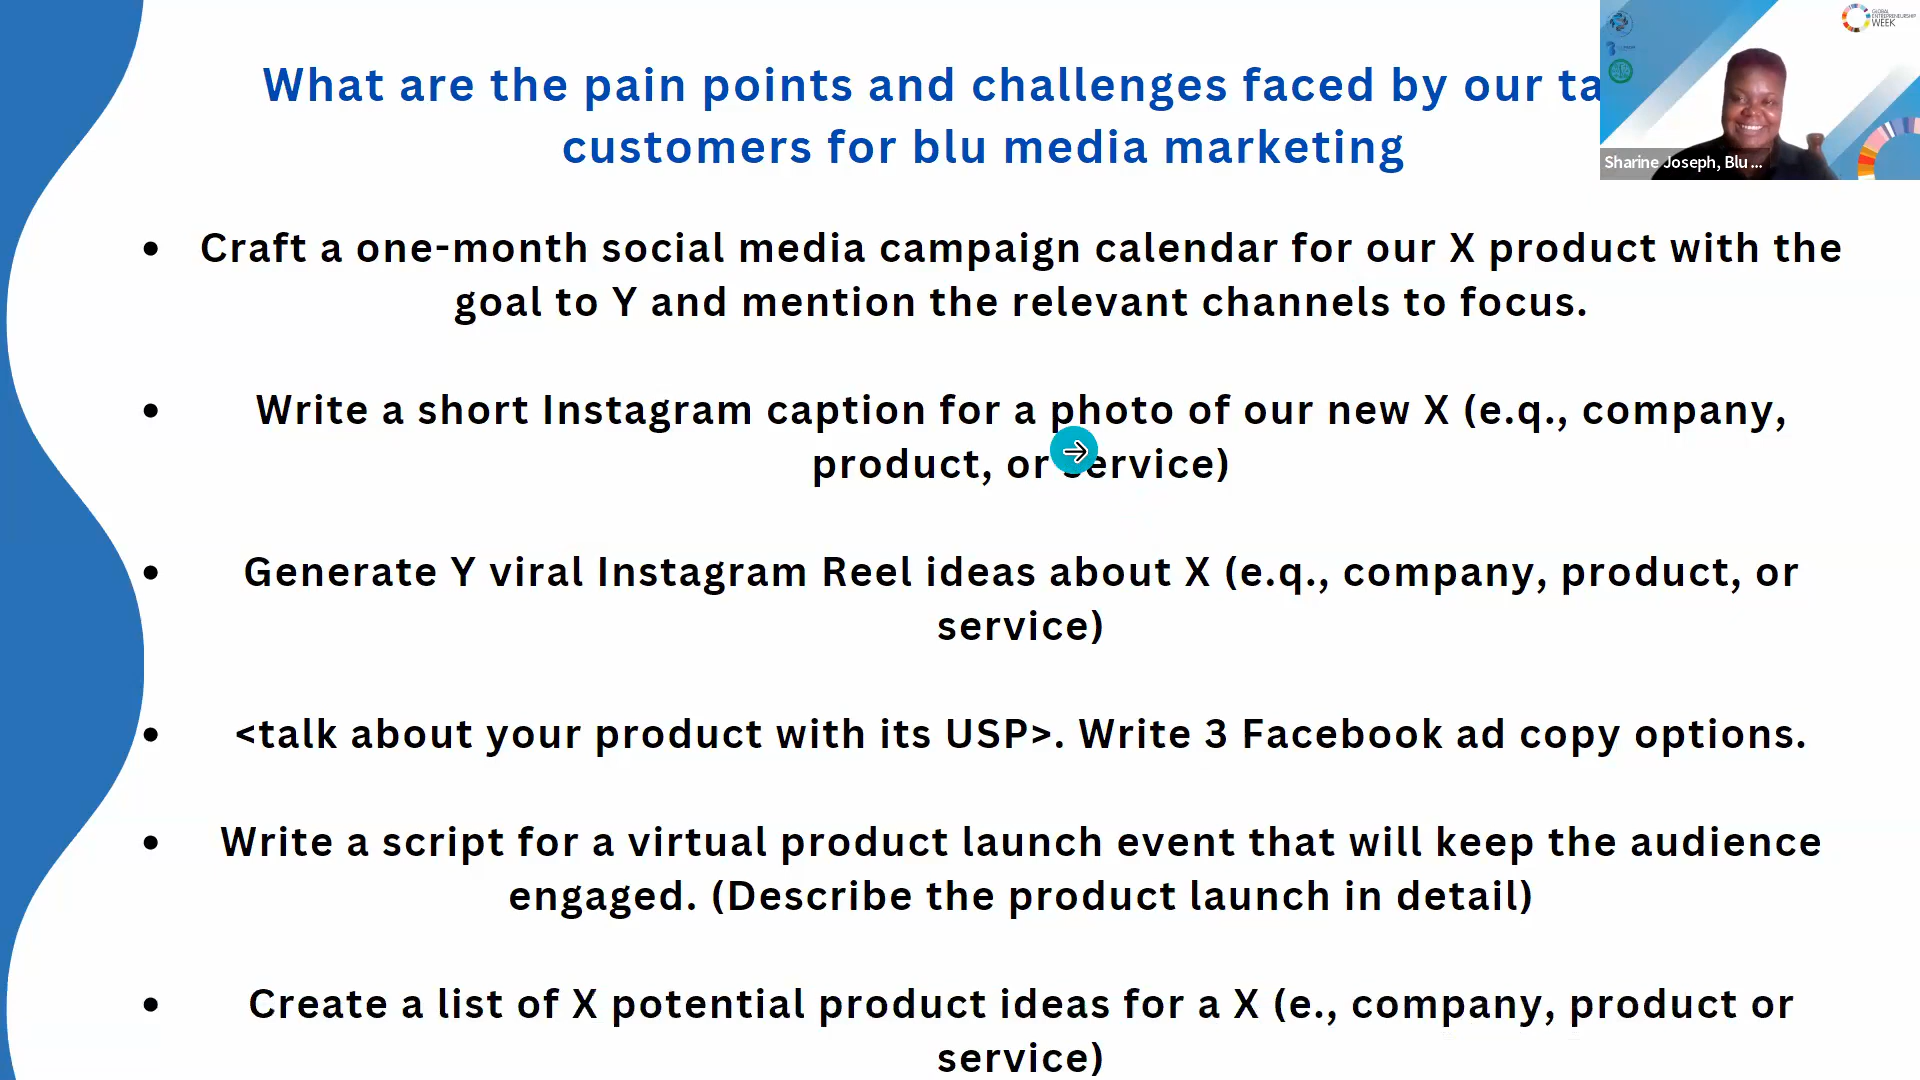 What are the pain points and challenges faced by our ta
customers for blu media marketing
GLOBAL
ENTREPRENEURSHIP
WEEK
Sharine Joseph, Blu ...
• Craft a one-month social media campaign calendar for our X product with the
goal to Y and mention the relevant channels to focus.
• Write a short Instagram caption for a photo of our new X (e.q., company,
product, or service)
• Generate Y viral Instagram Reel ideas about X (e.q., company, product, or
service)
• <talk about your product with its USP>. Write 3 Facebook ad copy options.
• Write a script for a virtual product launch event that will keep the audience
engaged. (Describe the product launch in detail)
• Create a list of X potential product ideas for a X (e., company, product or
service)